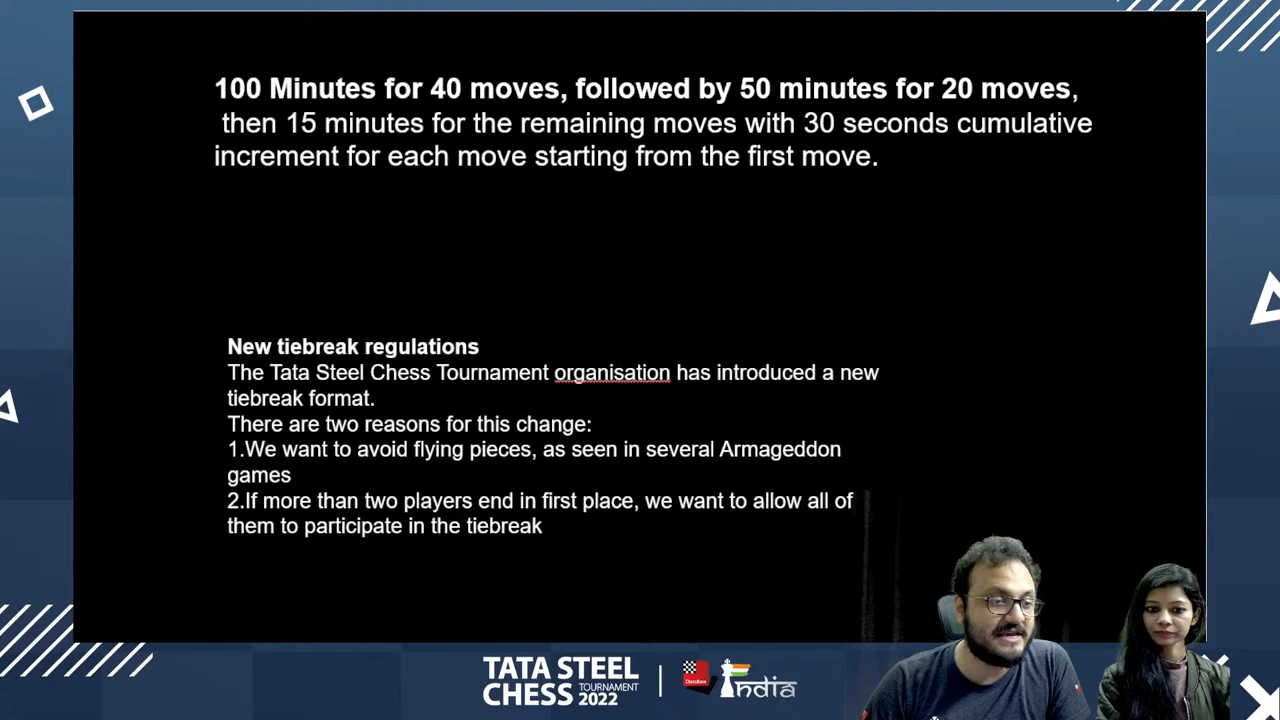 100 Minutes for 40 moves, followed by 50 minutes for 20 moves,
then 15 minutes for the remaining moves with 30 seconds cumulative
increment for each move starting from the first move.
New tiebreak regulations
The Tata Steel Chess Tournament organisation has introduced a new
tiebreak format.
There are two reasons for this change:
1.We want to avoid flying pieces, as seen in several Armageddon
games
2.If more than two players end in first place, we want to allow all of
them to participate in the tiebreak
TATA STEEL
CHESS TOURNAMENT 2022
ChessBase
India